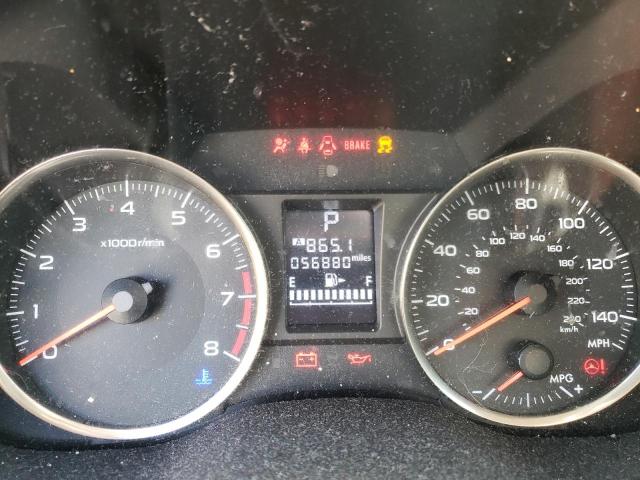 BRAKE
0 1 2 3 4 5 6 7 8
x1000r/min
P
A 865.1
056880 miles
E F
0 20 40 60 80 100 120 140
20 40 60 80 100 120 140 160 180 200 220 240
km/h
MPH
- MPG +